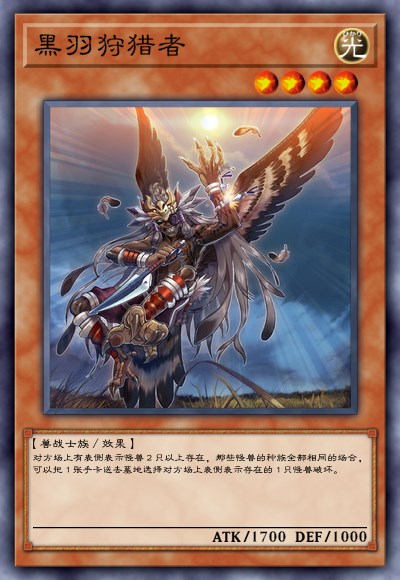 黑羽狩猎者
光
【兽战士族／效果】
对方场上有表侧表示怪兽2只以上存在，那些怪兽的种族全部相同的场合，
可以把1张手卡送去墓地选择对方场上表侧表示存在的1只怪兽破坏。
ATK/1700 DEF/1000